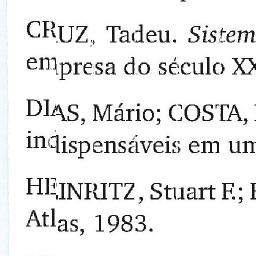 CRUZ, Tadeu. Sistem
empresa do século XX
DIAS, Mário; COSTA,
indispensáveis em um
HEINRITZ, Stuart F.;
Atlas, 1983.